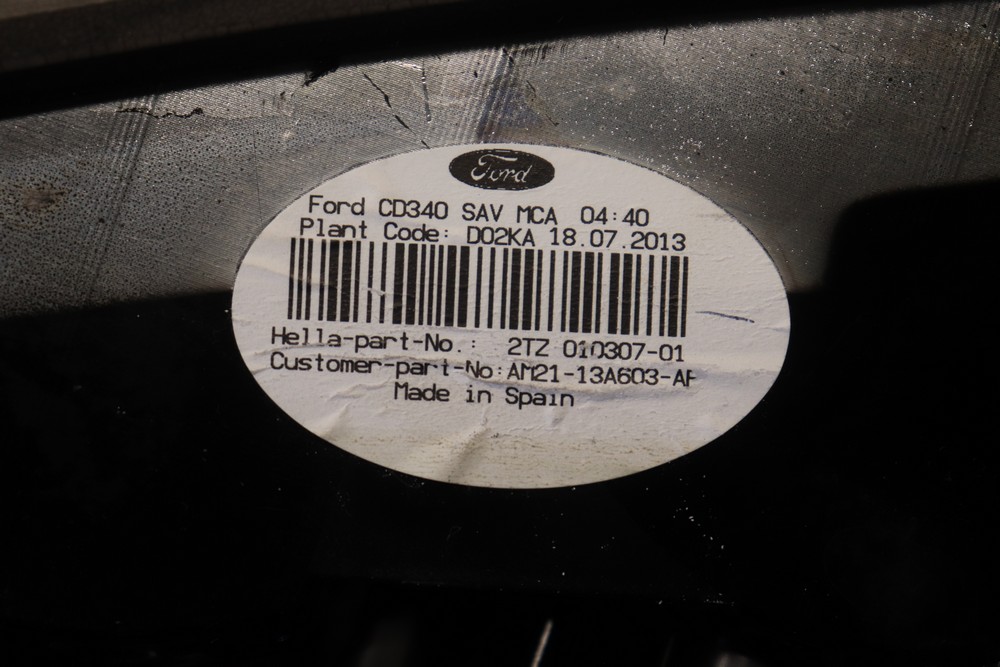 Ford
Ford CD340 SAV MCA 04:40
Plant Code: D02KA 18.07.2013
Hella-part-No.: 2TZ 010307-01
Customer-part-No:AM21-13A603-AF
Made in Spain